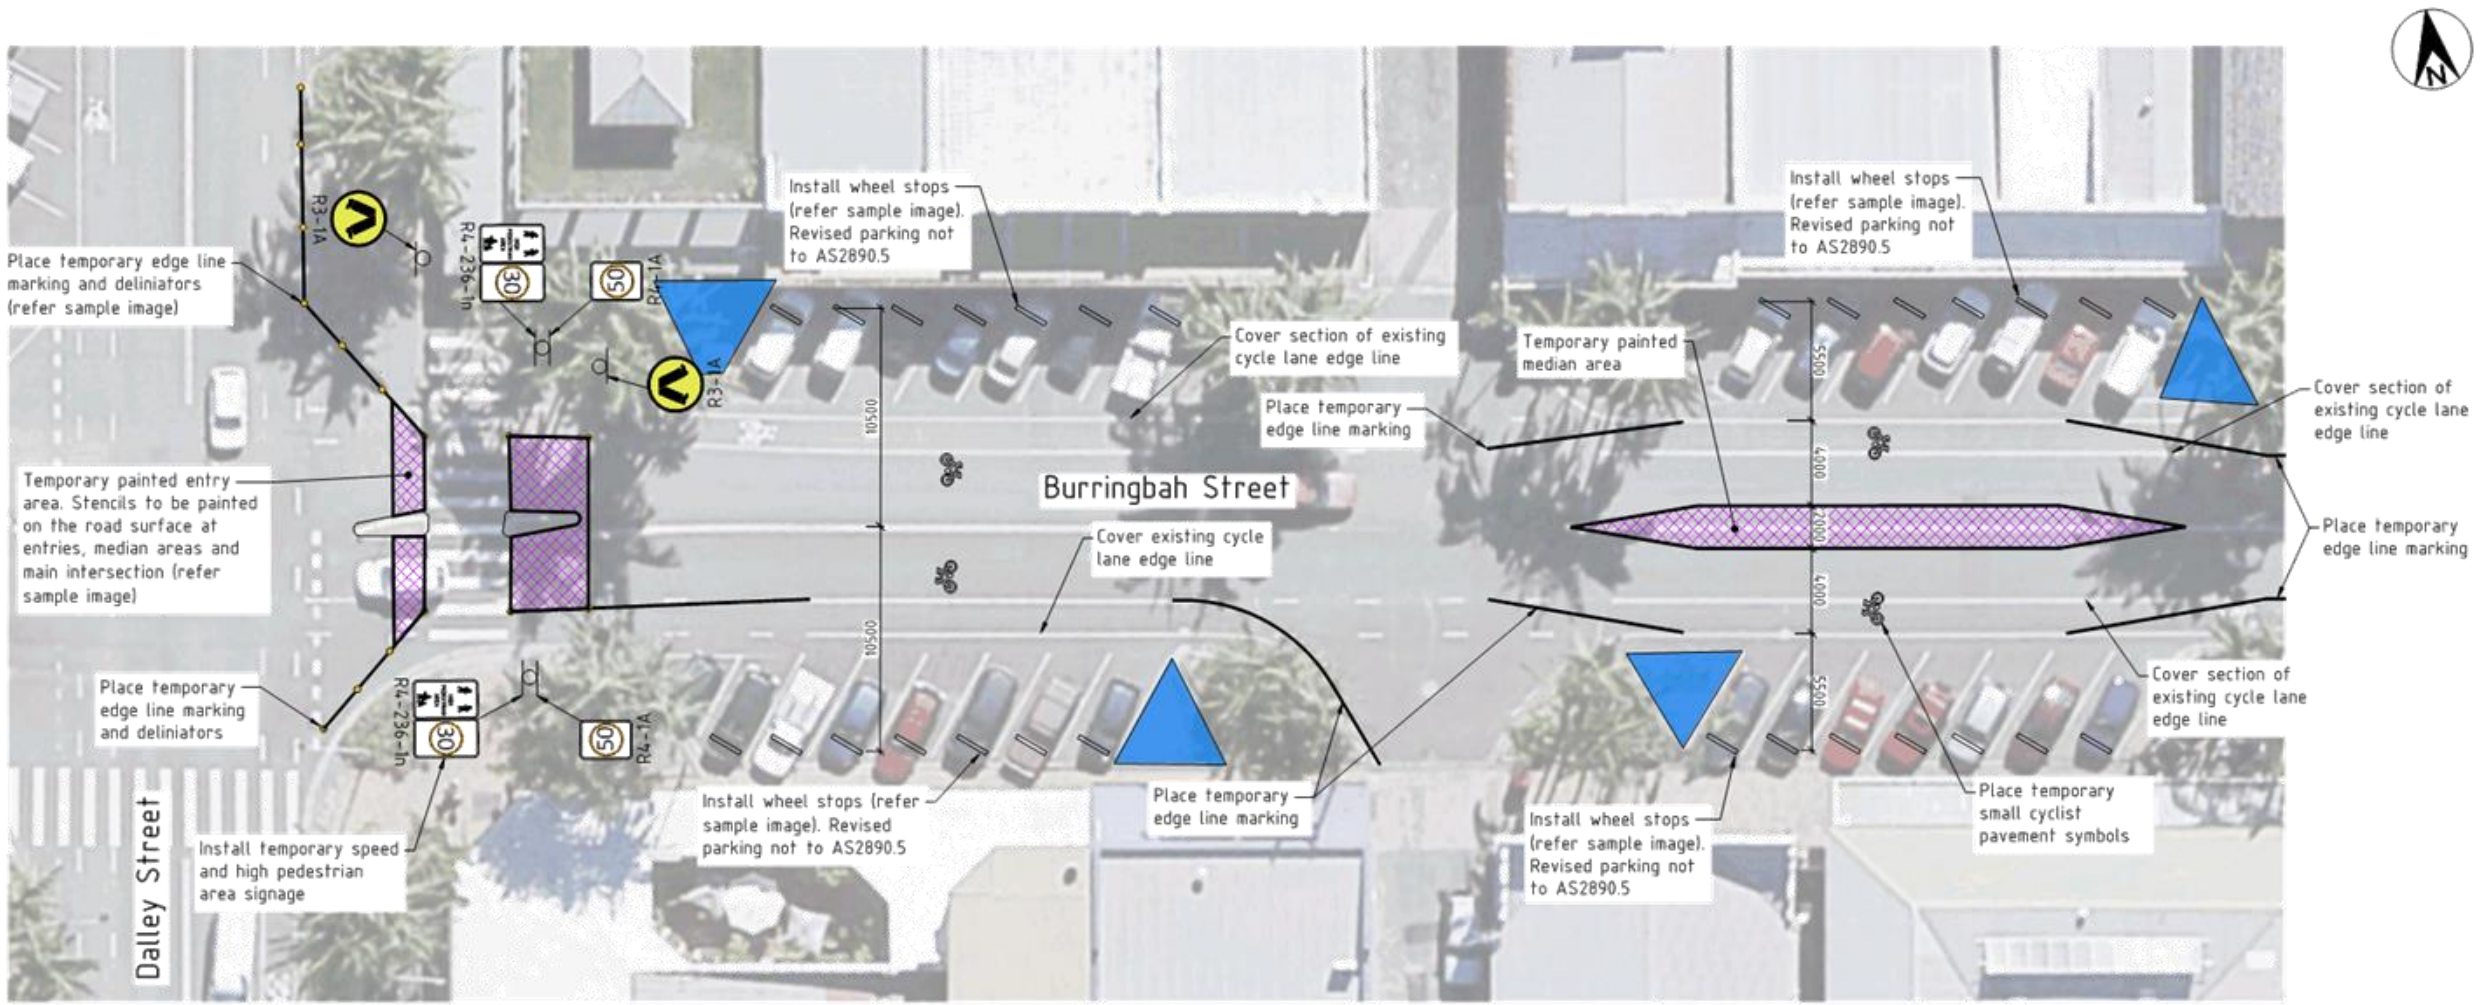 N
Install wheel stops
(refer sample image).
Revised parking not
to AS2890.5
Install wheel stops
(refer sample image).
Revised parking not
to AS2890.5
R3-1A
R4-236-1n
HIGH
PEDESTRIAN
AREA
30
50
R4-1A
Place temporary edge line
marking and deliniators
(refer sample image)
R3-1A
Cover section of existing
cycle lane edge line
Temporary painted
median area
5500
10500
Place temporary
edge line marking
Cover section of
existing cycle lane
edge line
4000
Temporary painted entry
area. Stencils to be painted
on the road surface at
entries, median areas and
main intersection (refer
sample image)
Burringbah Street
2000
Place temporary
edge line marking
Cover existing cycle
lane edge line
4000
10500
5500
Place temporary
edge line marking
and deliniators
R4-236-1n
HIGH
PEDESTRIAN
AREA
30
50
R4-1A
Cover section of
existing cycle lane
edge line
Install wheel stops (refer
sample image). Revised
parking not to AS2890.5
Place temporary
edge line marking
Install wheel stops
(refer sample image).
Revised parking not
to AS2890.5
Place temporary
small cyclist
pavement symbols
Dalley Street
Install temporary speed
and high pedestrian
area signage